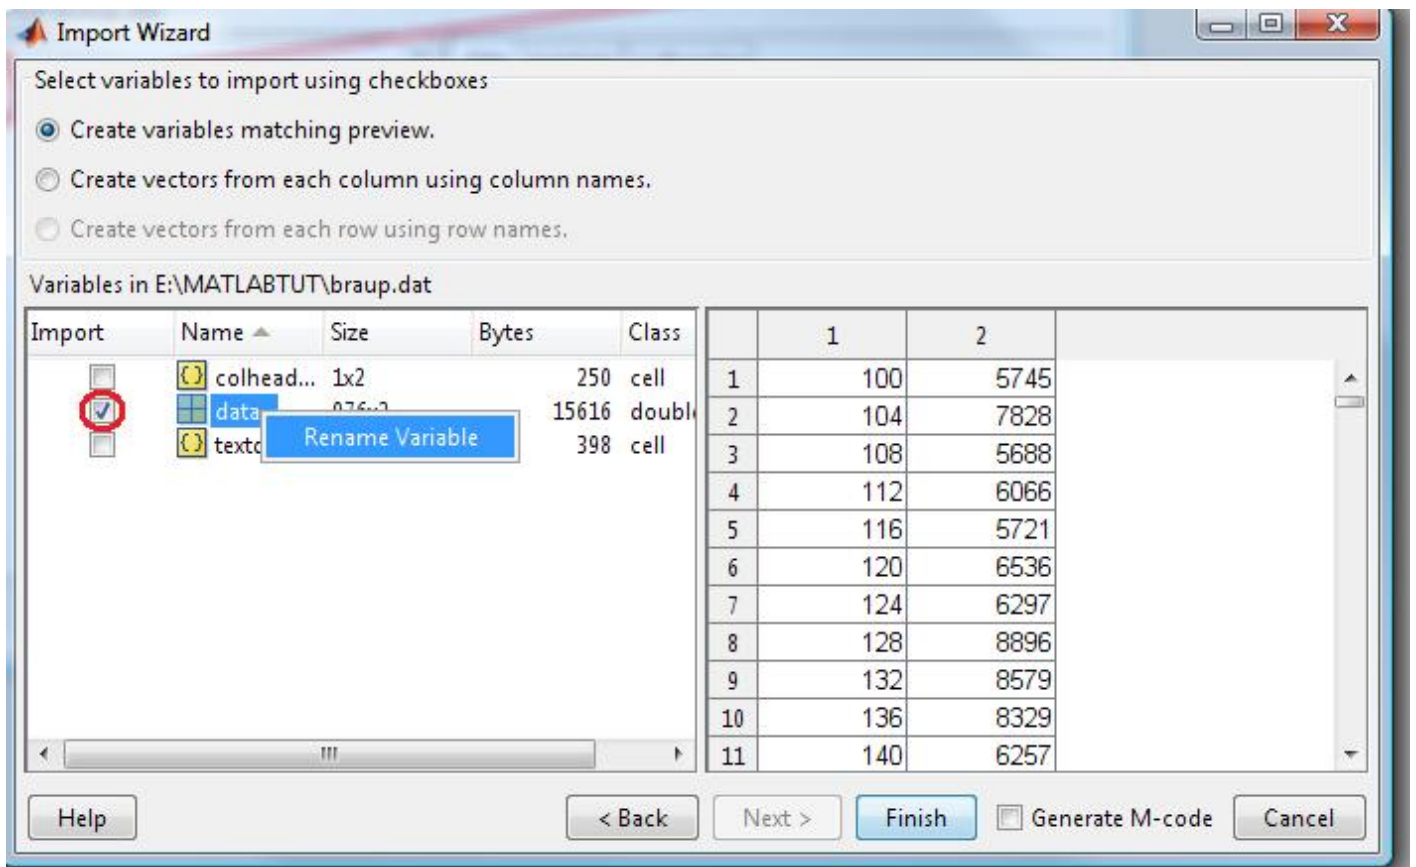 Import Wizard
Select variables to import using checkboxes
Create variables matching preview.
Create vectors from each column using column names.
Create vectors from each row using row names.
Variables in E:\MATLABTUT\braup.dat
Import Name Size Bytes Class
colhead... 1x2 250 cell
data 15616 double
398 cell
Rename Variable
1 2
1 100 5745
2 104 7828
3 108 5688
4 112 6066
5 116 5721
6 120 6536
7 124 6297
8 128 8896
9 132 8579
10 136 8329
11 140 6257
Help < Back Next > Finish Generate M-code Cancel